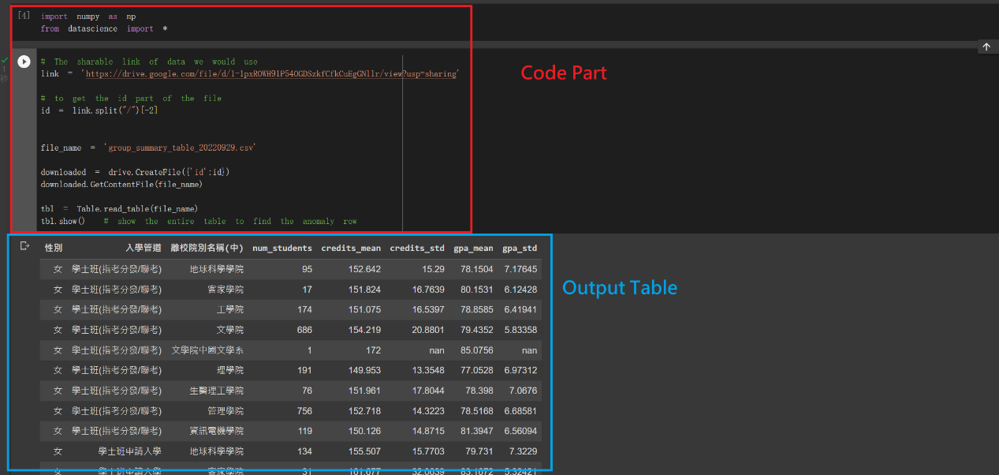 [4] import numpy as np
from datascience import *
# The sharable link of data we would use
link = 'https://drive.google.com/file/d/1-1pxROWH91P54OGDSzkfCfkCuEgGNllr/view?usp=sharing'
Code Part
1
秒
# to get the id part of the file
id = link.split("/")[-2]
file_name = 'group_summary_table_20220929.csv'
downloaded = drive.CreateFile({'id':id})
downloaded.GetContentFile(file_name)
tbl = Table.read_table(file_name)
tbl.show() # show the entire table to find the anomaly row
性別 入學管道 離校院別名稱(中) num_students credits_mean credits_std gpa_mean gpa_std
女 學士班(指考分發/聯考) 地球科學學院 95 152.642 15.29 78.1504 7.17645
女 學士班(指考分發/聯考) 客家學院 17 151.824 16.7639 80.1531 6.12428
Output Table
女 學士班(指考分發/聯考) 工學院 174 151.075 16.5397 78.8585 6.41941
女 學士班(指考分發/聯考) 文學院 686 154.219 20.8801 79.4352 5.83358
女 學士班(指考分發/聯考) 文學院中國文學系 1 172 nan 85.0756 nan
女 學士班(指考分發/聯考) 理學院 191 149.953 13.3548 77.0528 6.97312
女 學士班(指考分發/聯考) 生醫理工學院 76 151.961 17.8044 78.398 7.0676
女 學士班(指考分發/聯考) 管理學院 756 152.718 14.3223 78.5168 6.68581
女 學士班(指考分發/聯考) 資訊電機學院 119 150.126 14.8715 81.3947 6.56094
女 學士班申請入學 地球科學學院 134 155.507 15.7703 79.731 7.3229
女 學士班申請入學 客家學院 31 161.677 32.0639 83.1672 5.32421